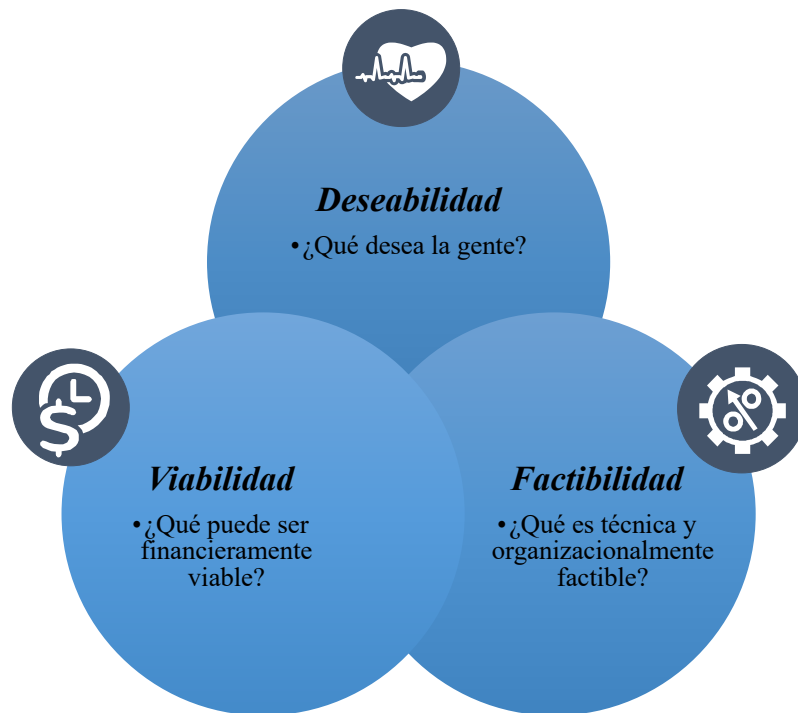 Deseabilidad
•¿Qué desea la gente?
Viabilidad
•¿Qué puede ser
financieramente
viable?
Factibilidad
•¿Qué es técnica y
organizacionalmente
factible?